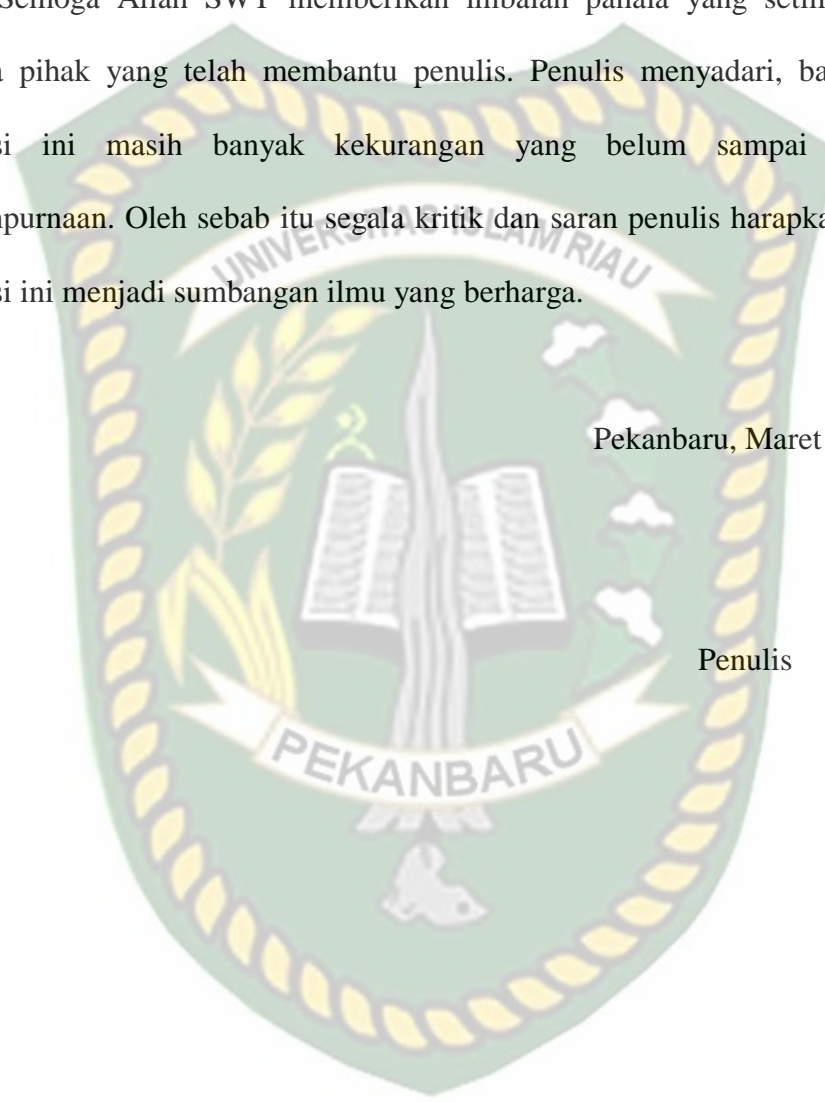 Semoga Allah SWT memberikan imbalan pahala yang
pihak yang telah membantu penulis. Penulis menyadari, ba
si ini masih banyak kekurangan yang belum sampai
purnaan. Oleh sebab itu segala kritik dan saran penulis harapka
UNIVERSITAS ISLAM RIAU
si ini menjadi sumbangan ilmu yang berharga.
Pekanbaru, Maret
Penulis
PEKANBARU